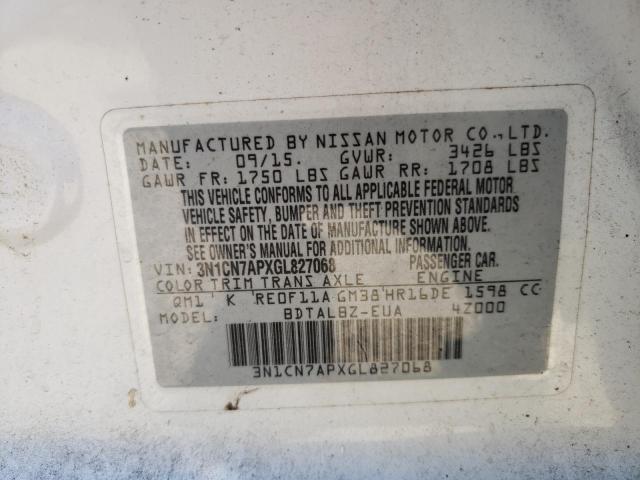 MANUFACTURED BY NISSAN MOTOR CO., LTD.
DATE: 09/15. GVWR: 3426 LBS
GAWR FR: 1750 LBS GAWR RR: 1708 LBS
THIS VEHICLE CONFORMS TO ALL APPLICABLE FEDERAL MOTOR
VEHICLE SAFETY, BUMPER AND THEFT PREVENTION STANDARDS
IN EFFECT ON THE DATE OF MANUFACTURE SHOWN ABOVE.
SEE OWNER'S MANUAL FOR ADDITIONAL INFORMATION.
VIN: 3N1CN7APXGL827068 PASSENGER CAR.
COLOR TRIM TRANS AXLE ENGINE
QM1 K RE0F11A GM38 HR16DE 1598 CC
MODEL: BDTALBZ-EUA 4Z000
3N1CN7APXGL827068